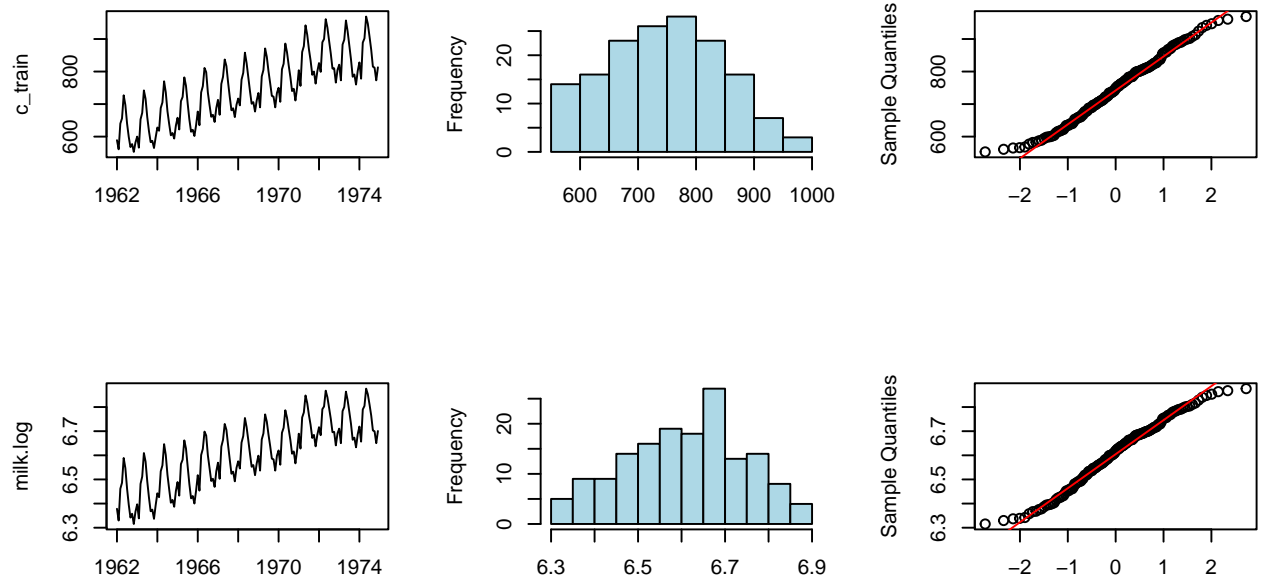 c_train
800
600
1962 1966 1970 1974
Frequency
20
10
0
600 700 800 900 1000
Sample Quantiles
800
600
−2 −1 0 1 2
milk.log
6.7
6.5
6.3
1962 1966 1970 1974
Frequency
20
10
0
6.3 6.5 6.7 6.9
Sample Quantiles
6.7
6.5
6.3
−2 −1 0 1 2